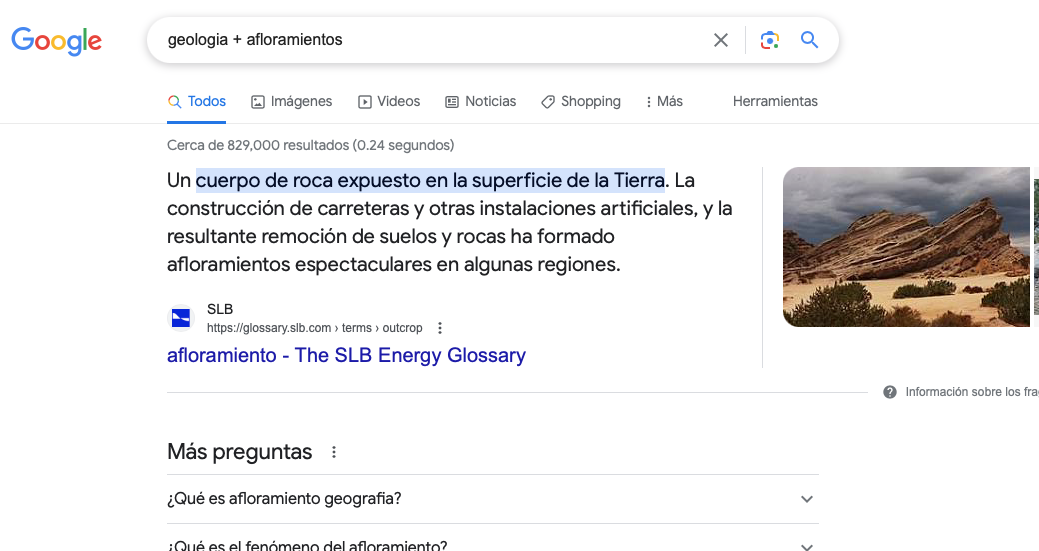 Google
geologia + afloramientos
Todos Imágenes Videos Noticias Shopping Más Herramientas
Cerca de 829,000 resultados (0.24 segundos)
Un cuerpo de roca expuesto en la superficie de la Tierra. La
construcción de carreteras y otras instalaciones artificiales, y la
resultante remoción de suelos y rocas ha formado
afloramientos espectaculares en algunas regiones.
SLB
https://glossary.slb.com › terms › outcrop
afloramiento - The SLB Energy Glossary
Información sobre los
Más preguntas
¿Qué es afloramiento geografia?
¿Qué es el fenómeno del afloramiento?